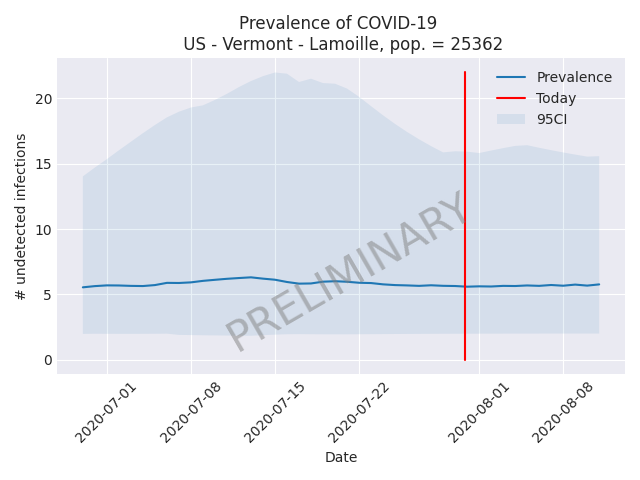 Prevalence of COVID-19
US - Vermont - Lamoille, pop. = 25362
Prevalence
Today
95CI
20
15
10
5
0
# undetected infections
PRELIMINARY
2020-07-01
2020-07-08
2020-07-15
2020-07-22
2020-08-01
2020-08-08
Date